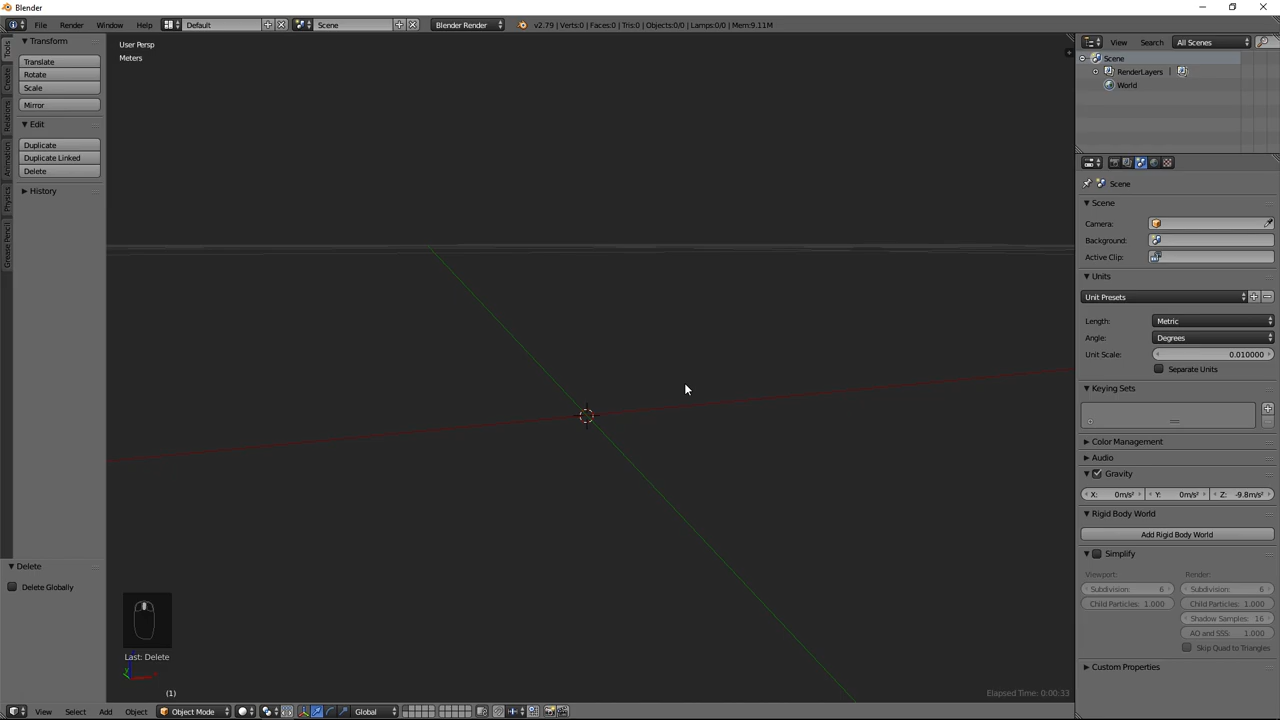 Blender
File Render Window Help Default Scene Blender Render v2.79 | Verts:0 | Faces:0 | Tris:0 | Objects:0/0 | Lamps:0/0 | Mem:9.11M
View Search All Scenes
Tools
Create
Relations
Animation
Physics
Grease Pencil
Transform
Translate
Rotate
Scale
Mirror
Edit
Duplicate
Duplicate Linked
Delete
History
Delete
Delete Globally
User Persp
Meters
Last: Delete
(1)
Elapsed Time: 0:00:33
View Select Add Object Object Mode Global
Scene
RenderLayers |
World
Scene
Scene
Camera:
Background:
Active Clip:
Units
Unit Presets
Length: Metric
Angle: Degrees
Unit Scale: 0.010000
Separate Units
Keying Sets
Color Management
Audio
Gravity
X: 0m/s² Y: 0m/s² Z: -9.8m/s²
Rigid Body World
Add Rigid Body World
Simplify
Viewport: Render:
Subdivision: 6 Subdivision: 6
Child Particles: 1.000 Child Particles: 1.000
Shadow Samples: 16
AO and SSS: 1.000
Skip Quad to Triangles
Custom Properties